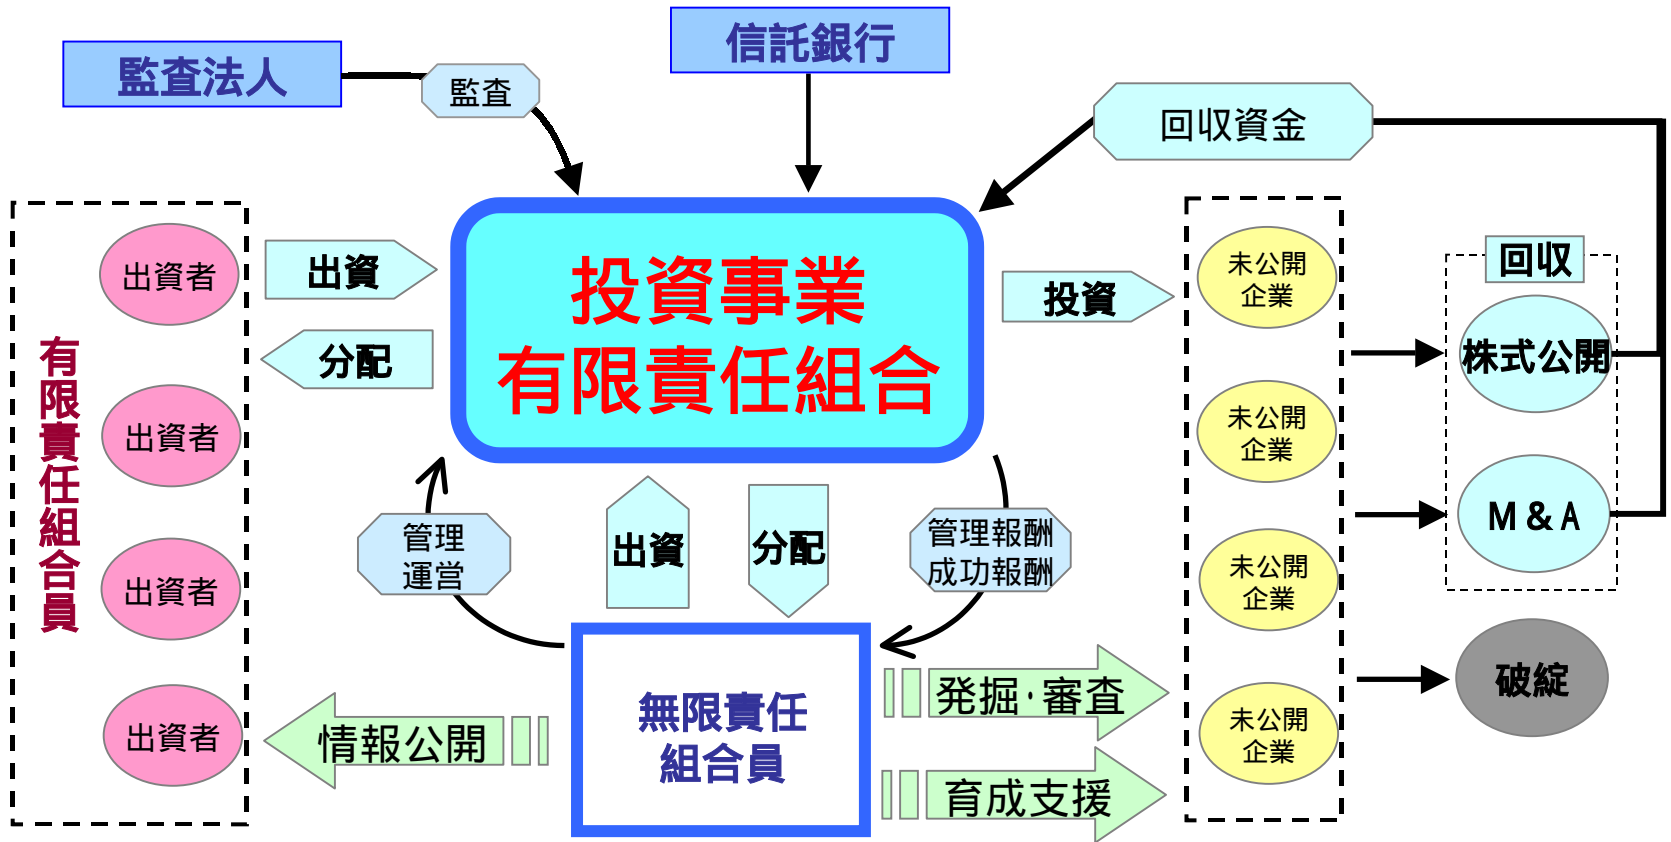 信託銀行
監査法人
監査
回収資金
出資者
出資
投資事業
有限責任組合
投資
未公開
企業
回収
分配
株式公開
有限責任組合員
出資者
未公開
企業
M&A
管理
運営
出資
分配
管理報酬
成功報酬
出資者
未公開
企業
破綻
無限責任
組合員
発掘・審査
出資者
情報公開
未公開
企業
育成支援